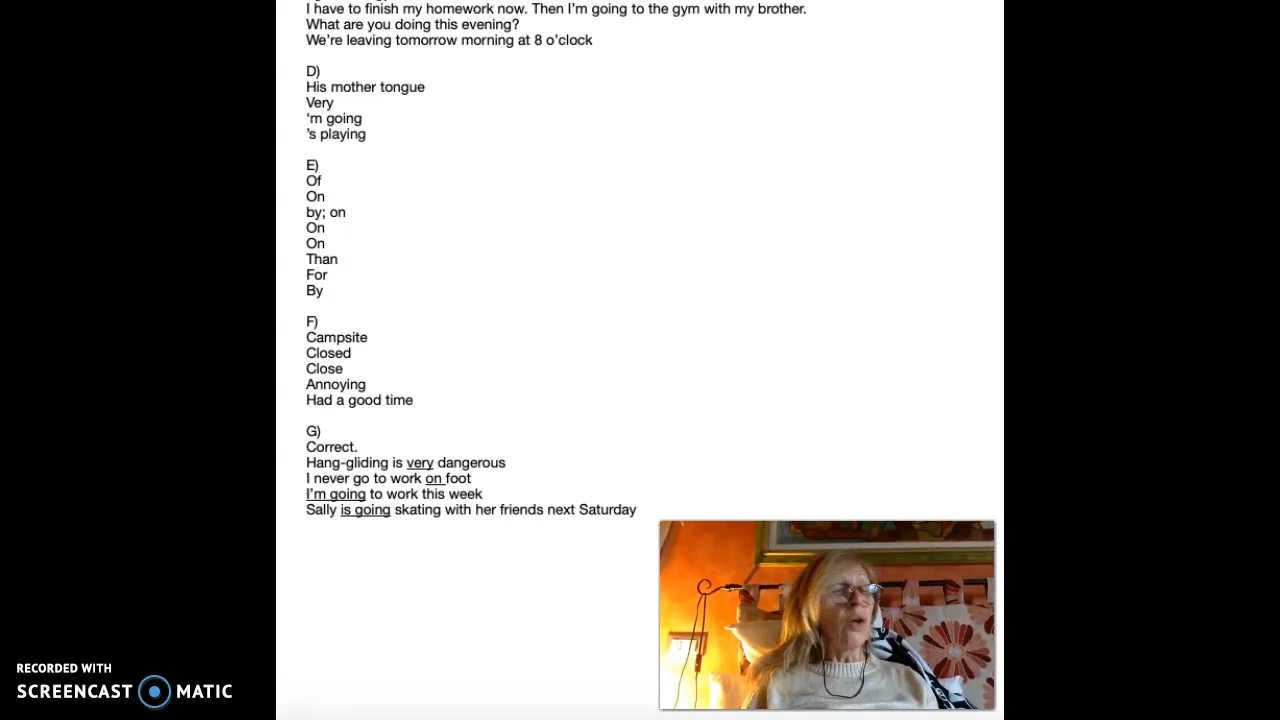 I have to finish my homework now. Then I'm going to the gym with my brother.
What are you doing this evening?
We're leaving tomorrow morning at 8 o'clock
D)
His mother tongue
Very
‘m going
’s playing
E)
Of
On
by; on
On
On
Than
For
By
F)
Campsite
Closed
Close
Annoying
Had a good time
G)
Correct.
Hang-gliding is very dangerous
I never go to work on foot
I'm going to work this week
Sally is going skating with her friends next Saturday
RECORDED WITH
SCREENCAST MATIC